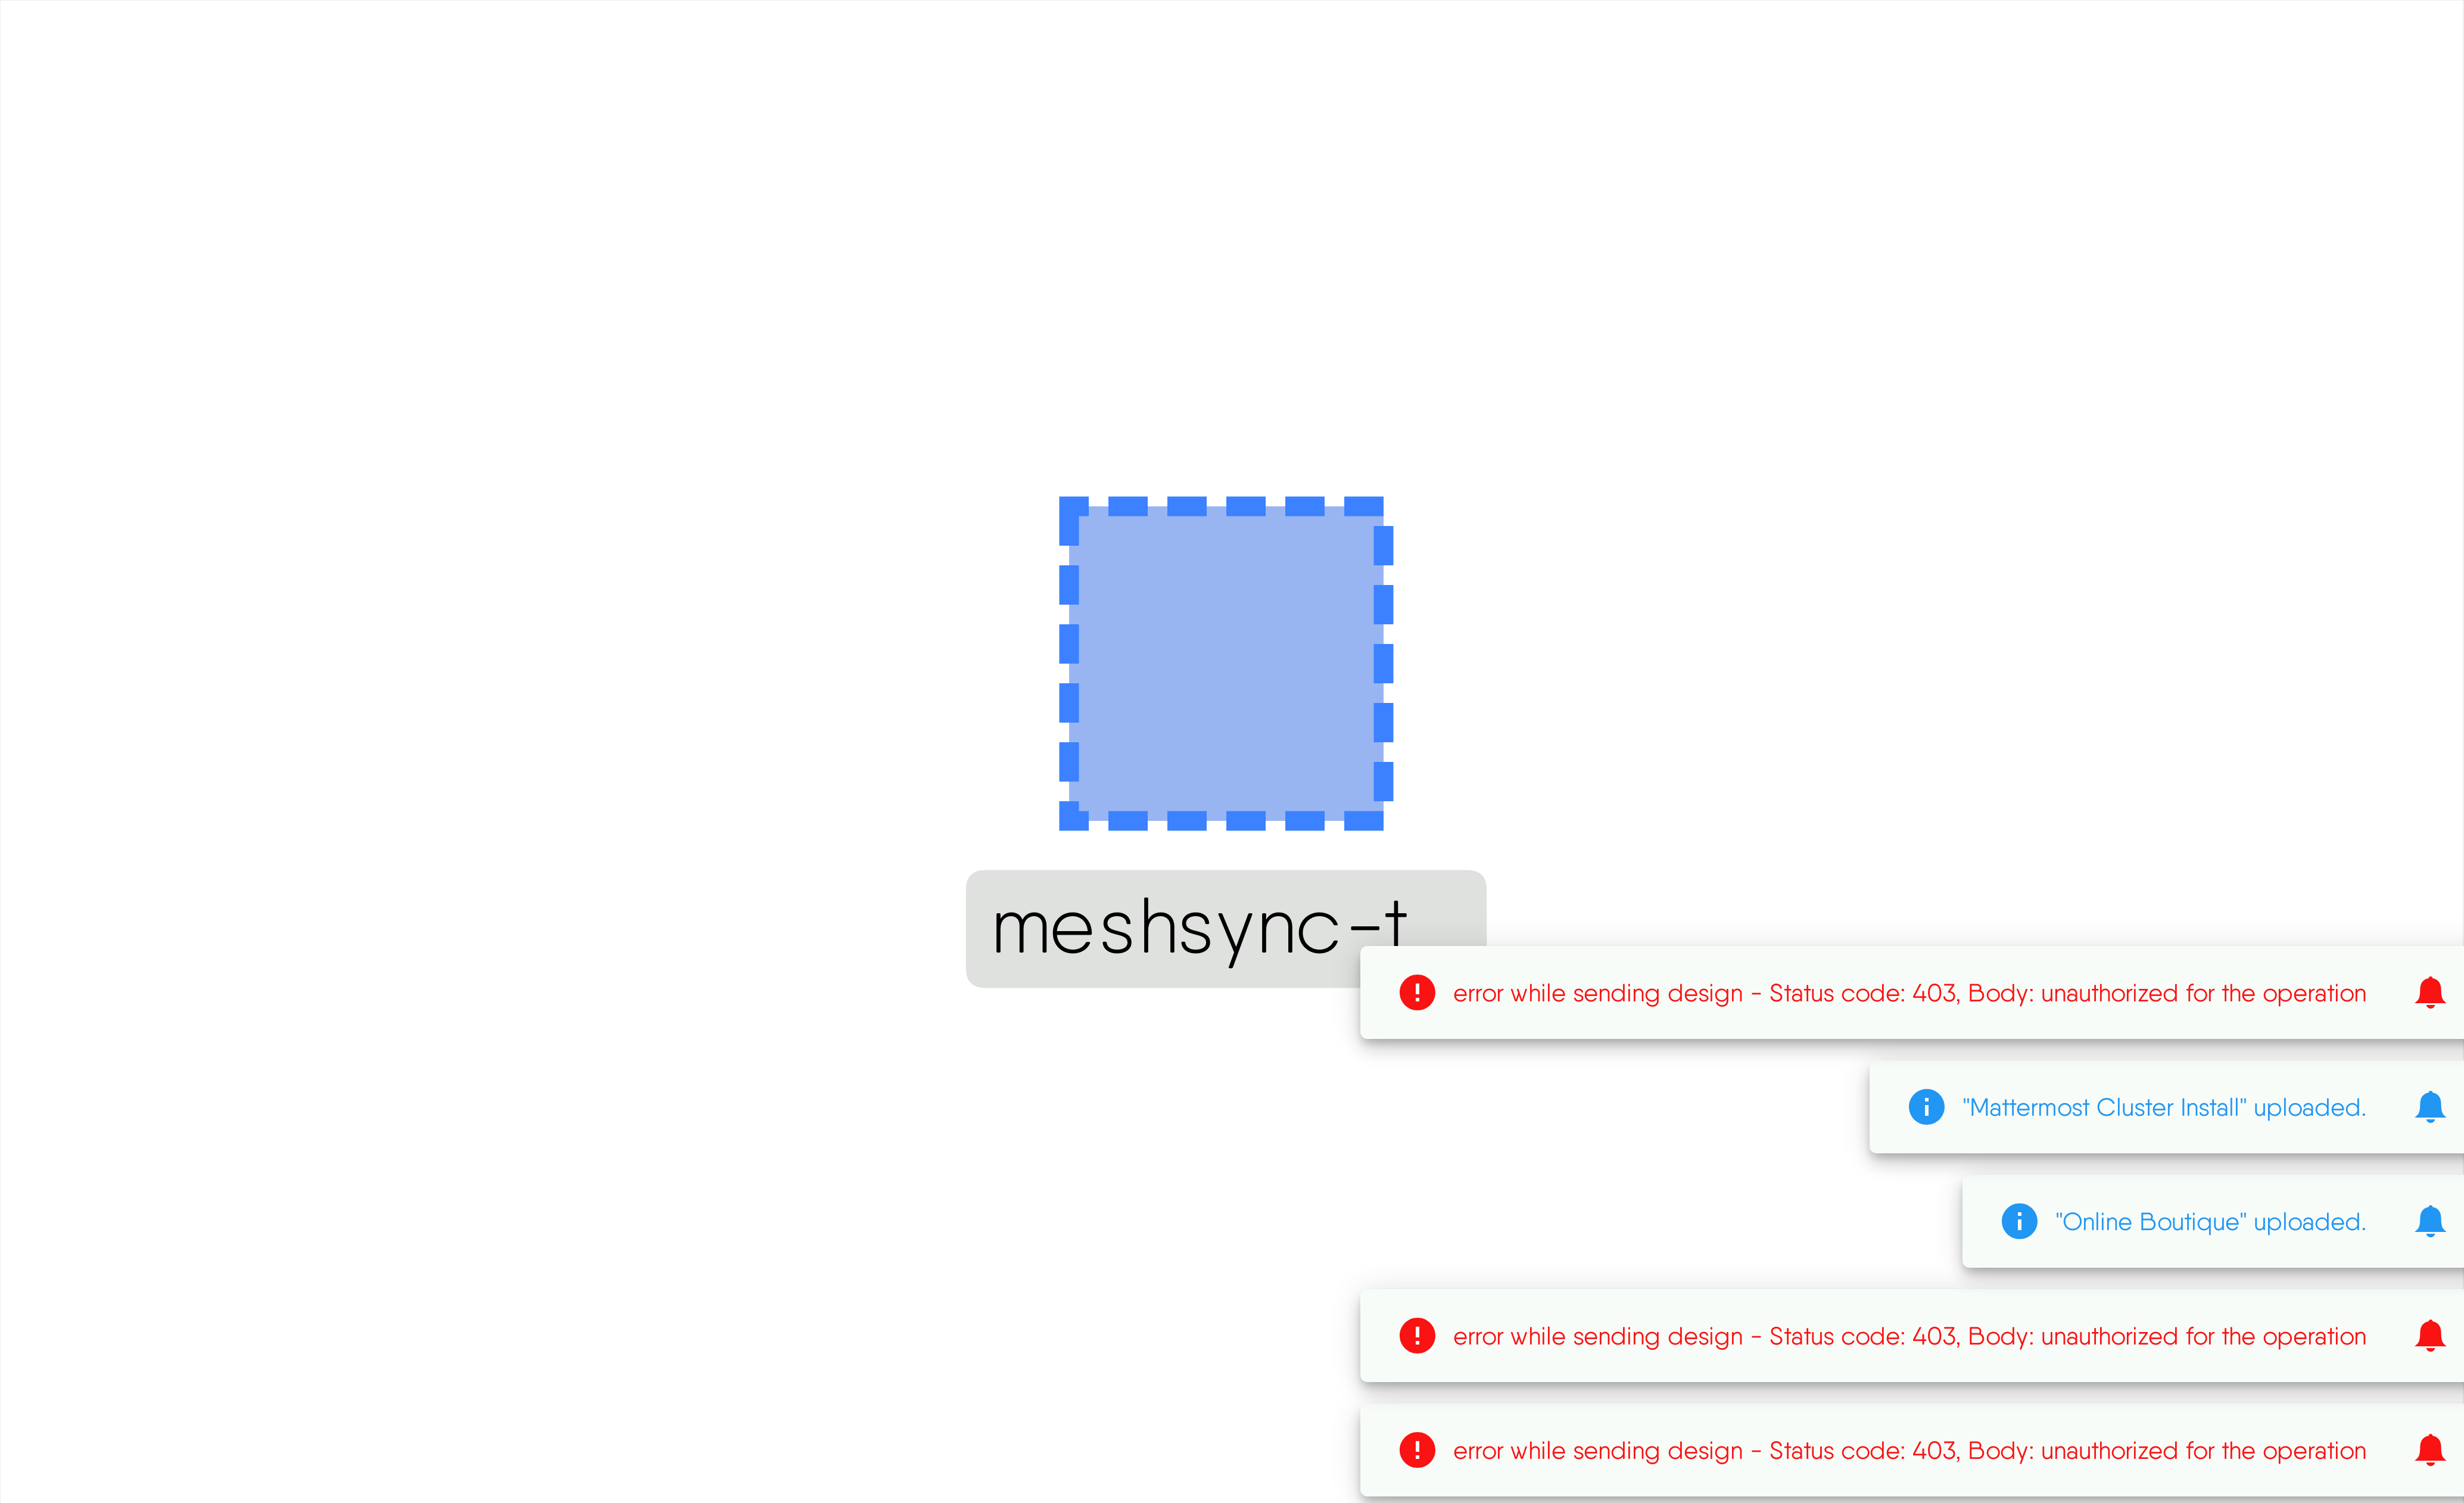 meshsync-t
error while sending design - Status code: 403, Body: unauthorized for the operation
"Mattermost Cluster Install" uploaded.
"Online Boutique" uploaded.
error while sending design - Status code: 403, Body: unauthorized for the operation
error while sending design - Status code: 403, Body: unauthorized for the operation